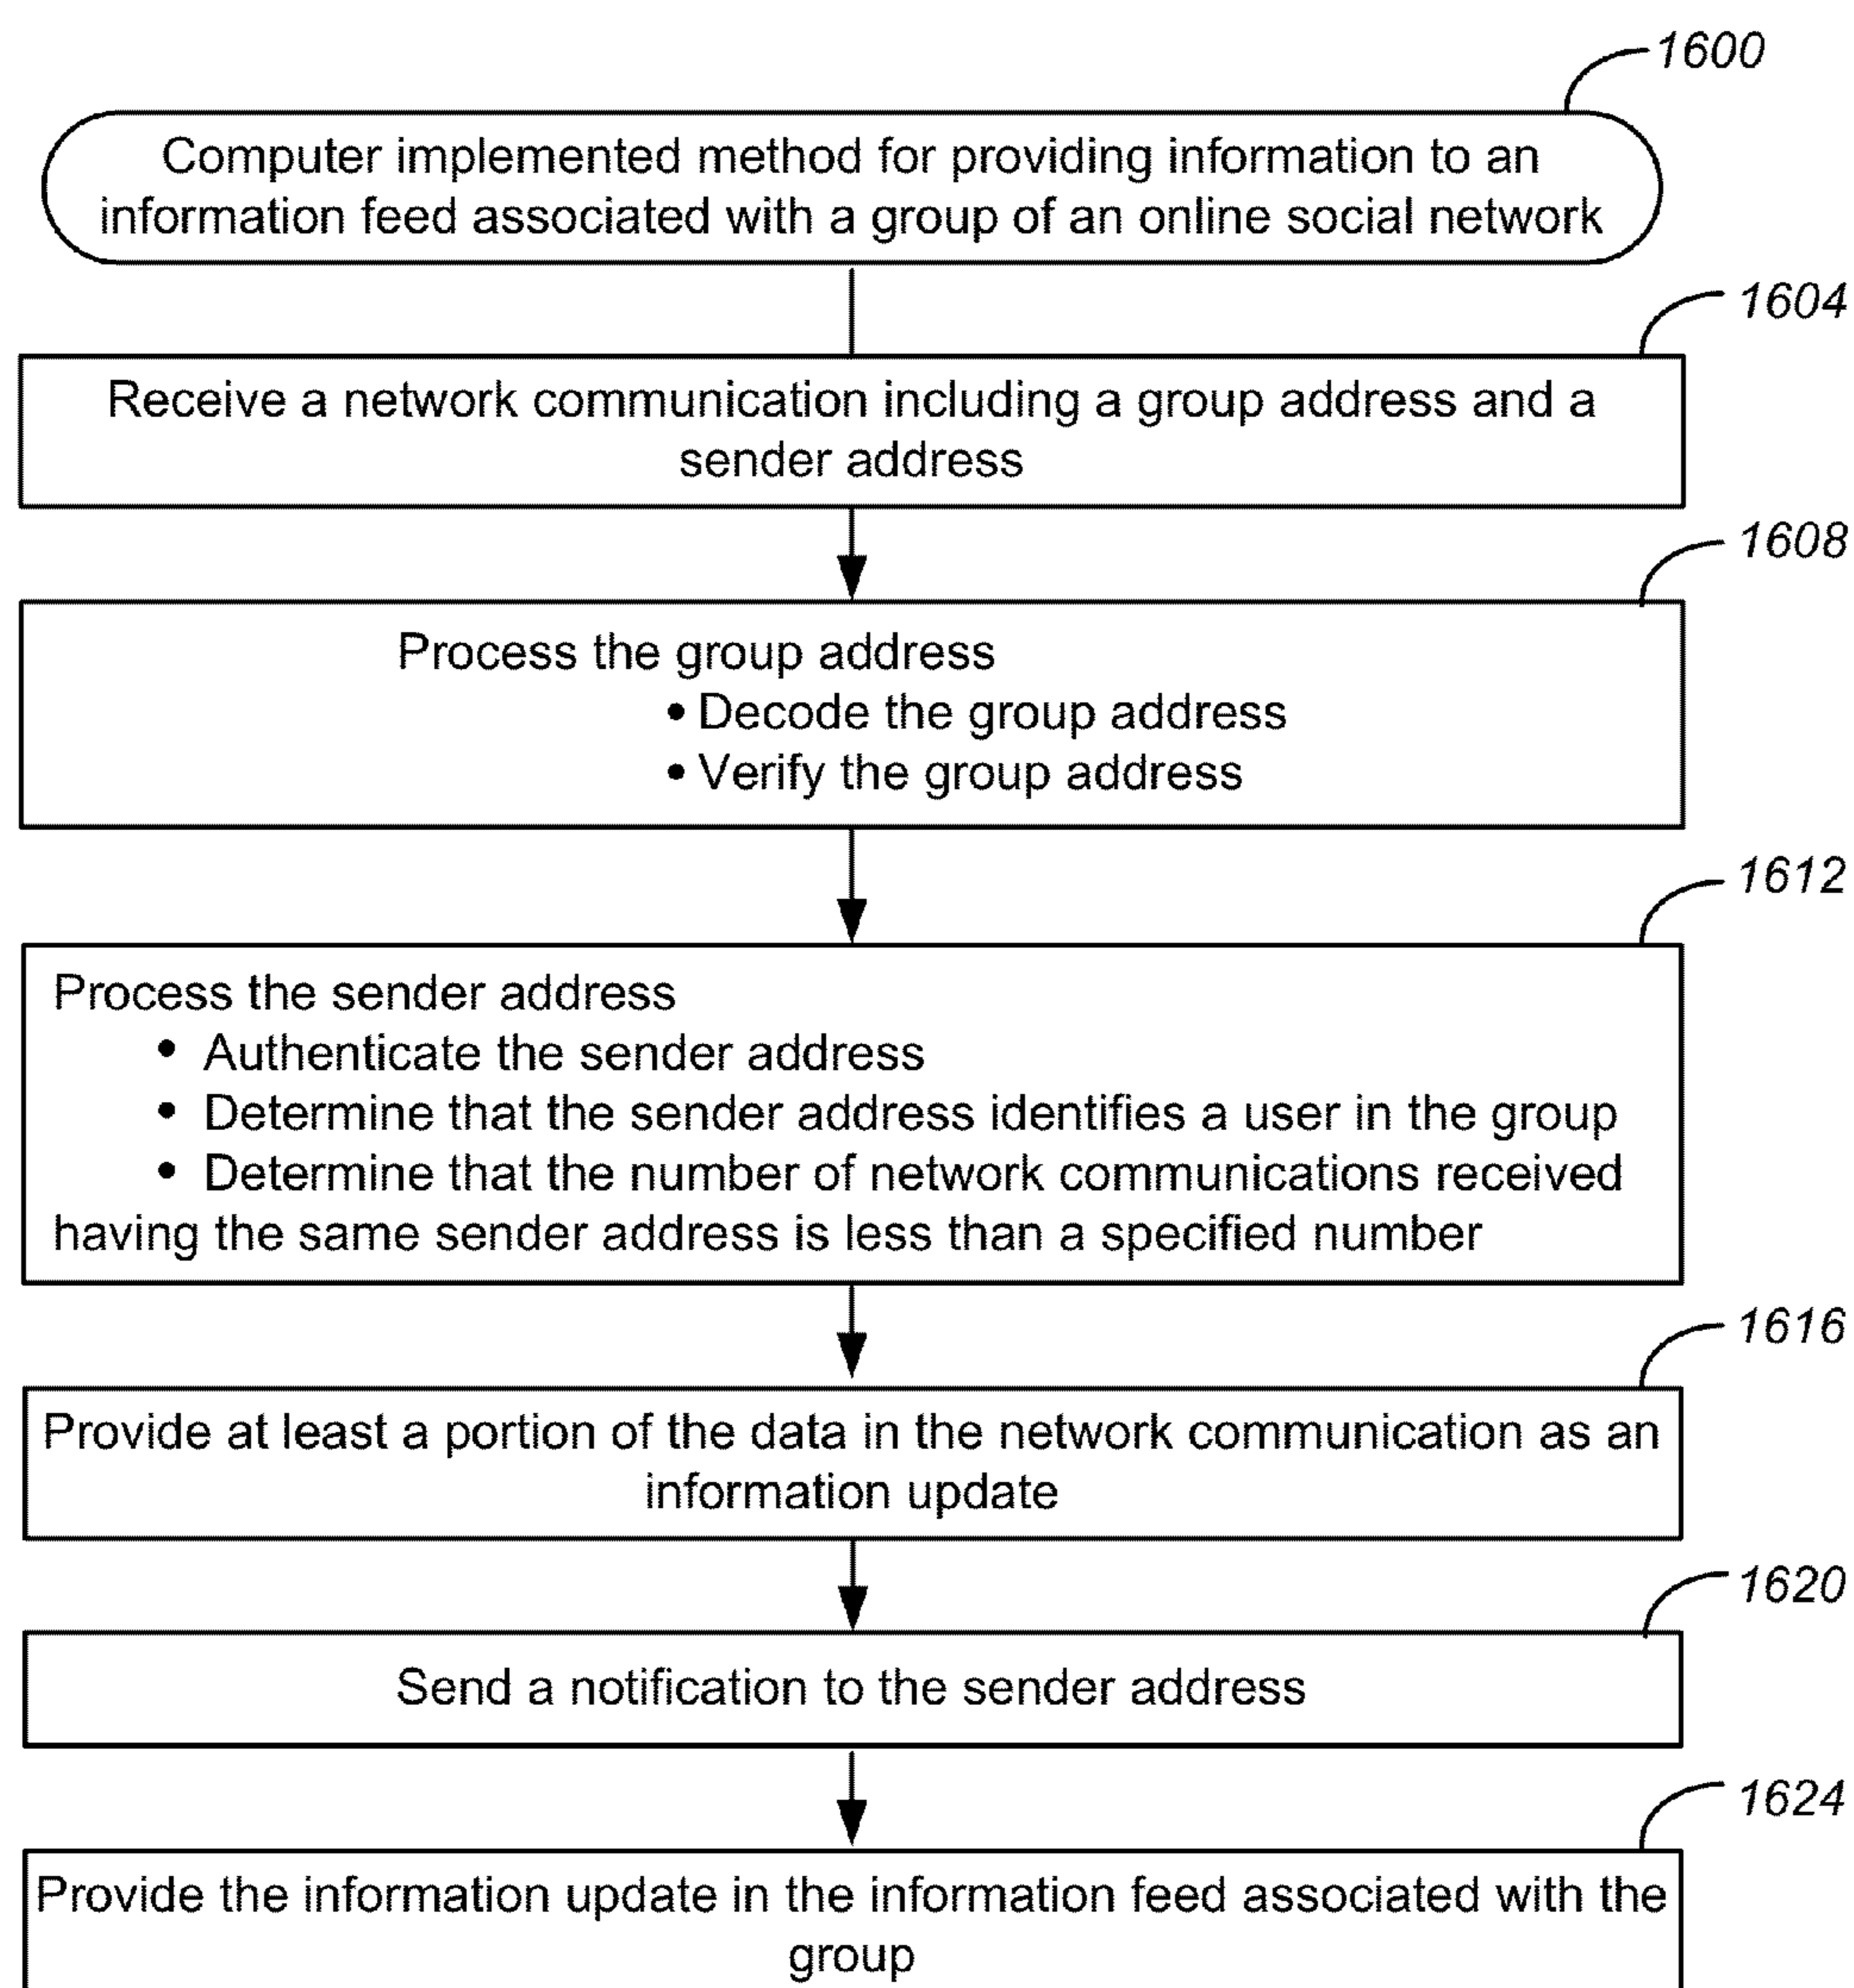 1600
Computer implemented method for providing information to an
information feed associated with a group of an online social network
1604
Receive a network communication including a group address and a
sender address
1608
Process the group address
• Decode the group address
• Verify the group address
1612
Process the sender address
• Authenticate the sender address
• Determine that the sender address identifies a user in the group
• Determine that the number of network communications received
having the same sender address is less than a specified number
1616
Provide at least a portion of the data in the network communication as an
information update
1620
Send a notification to the sender address
1624
Provide the information update in the information feed associated with the
group